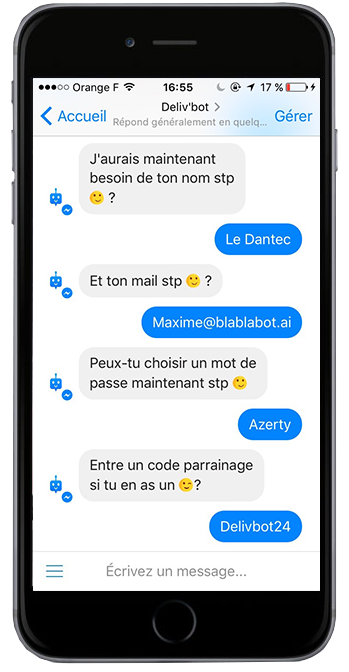 Orange F 16:55 17 %
Accueil Deliv'bot Gérer
Répond généralement en quelq...
J'aurais maintenant
besoin de ton nom stp
🙂 ?
Le Dantec
Et ton mail stp 🙂 ?
Maxime@blablabot.ai
Peux-tu choisir un mot de
passe maintenant stp 🙂
Azerty
Entre un code parrainage
si tu en as un 😉?
Delivbot24
Écrivez un message...